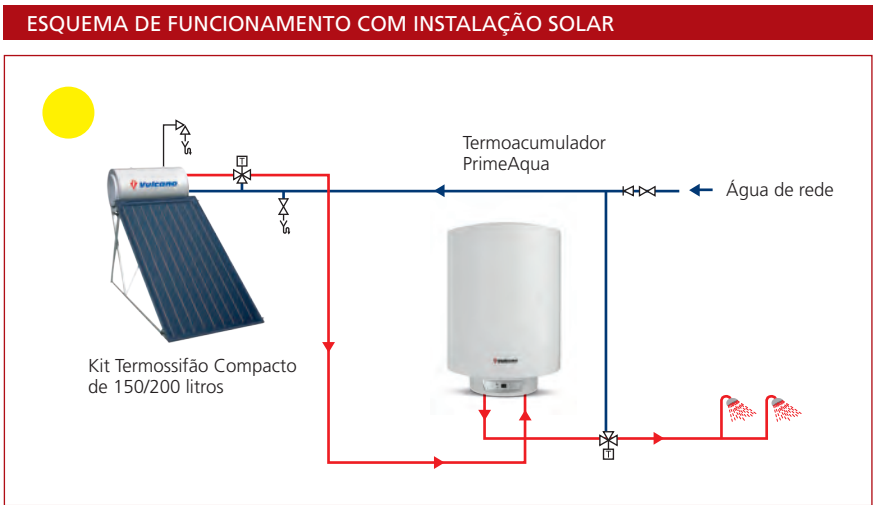 ESQUEMA DE FUNCIONAMENTO COM INSTALAÇÃO SOLAR
T
Termoacumulador
PrimeAqua
Vulcano
Água de rede
Vulcano
Kit Termossifão Compacto
de 150/200 litros
T